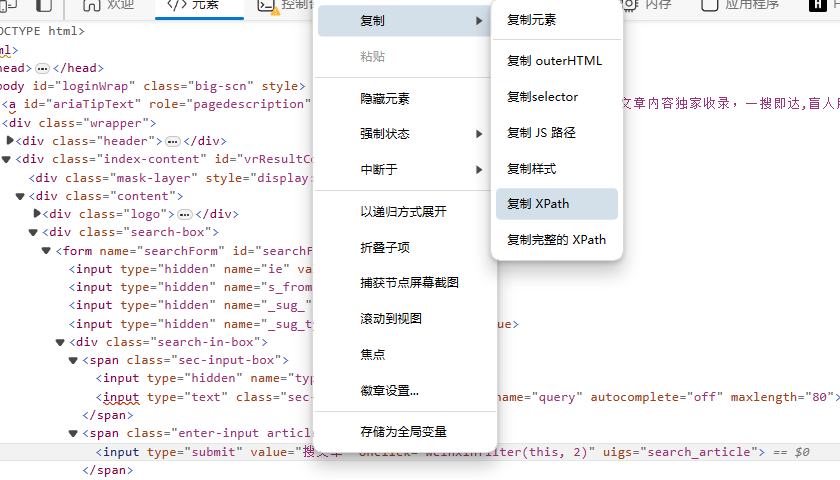 欢迎 </> 元素 控制台 内存 应用程序
OCTYPE html>
ml>
head> ⋯ </head>
body id="loginWrap" class="big-scn" style>
<a id="ariaTipText" role="pagedescription" 文章内容独家收录，一搜即达,盲人用
<div class="wrapper">
<div class="header"> ⋯ </div>
<div class="index-content" id="vrResultCo
<div class="mask-layer" style="display:
<div class="content">
<div class="logo"> ⋯ </div>
<div class="search-box">
<form name="searchForm" id="searchF
<input type="hidden" name="ie" va
<input type="hidden" name="s_from
<input type="hidden" name="_sug_"
<input type="hidden" name="_sug_ty ue>
<div class="search-in-box">
<span class="sec-input-box">
<input type="hidden" name="typ
<input type="text" class="sec- name="query" autocomplete="off" maxlength="80">
</span>
<span class="enter-input artic
<input type="submit" value="搜文章" onclick="weixinfilter(this, 2)" uigs="search_article"> == $0
</span>
复制
粘贴
隐藏元素
强制状态
中断于
以递归方式展开
折叠子项
捕获节点屏幕截图
滚动到视图
焦点
徽章设置...
存储为全局变量
复制元素
复制 outerHTML
复制selector
复制 JS 路径
复制样式
复制 XPath
复制完整的 XPath